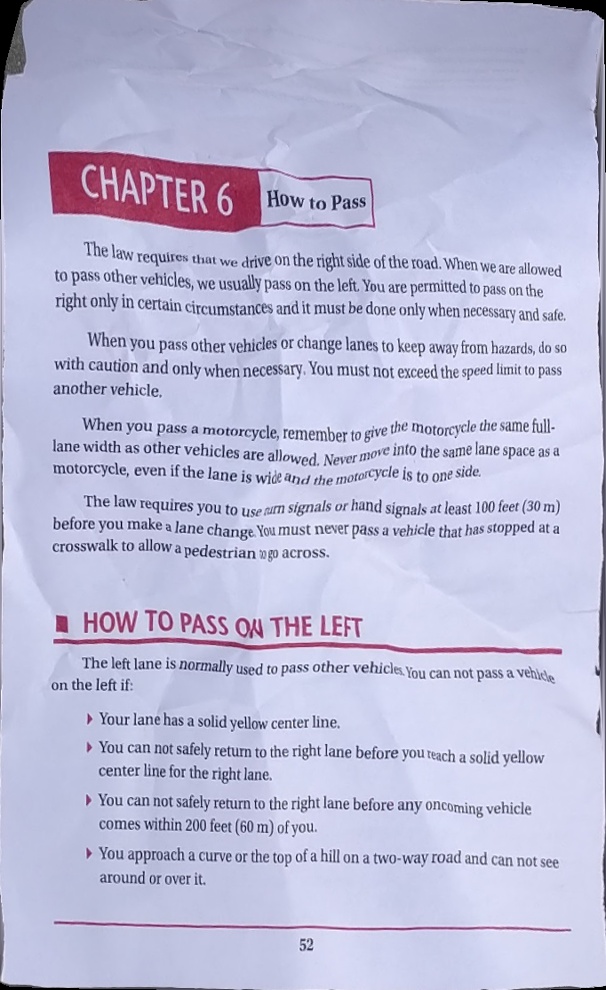 CHAPTER 6
How to Pass
The law requires that we drive on the right side of the road. When we are allowed
to pass other vehicles, we usually pass on the left. You are permitted to pass on the
right only in certain circumstances and it must be done only when necessary and safe.
When you pass other vehicles or change lanes to keep away from hazards, do so
with caution and only when necessary. You must not exceed the speed limit to pass
another vehicle.
When you pass a motorcycle, remember to give the motorcycle the same full-
lane width as other vehicles are allowed. Never move into the same lane space as a
motorcycle, even if the lane is wide and the motorcycle is to one side.
The law requires you to use turn signals or hand signals at least 100 feet (30 m)
before you make a lane change. You must never pass a vehicle that has stopped at a
crosswalk to allow a pedestrian to go across.
HOW TO PASS ON THE LEFT
The left lane is normally used to pass other vehicles. You can not pass a vehicle
on the left if:
Your lane has a solid yellow center line.
You can not safely return to the right lane before you reach a solid yellow
center line for the right lane.
You can not safely return to the right lane before any oncoming vehicle
comes within 200 feet (60 m) of you.
You approach a curve or the top of a hill on a two-way road and can not see
around or over it.
52